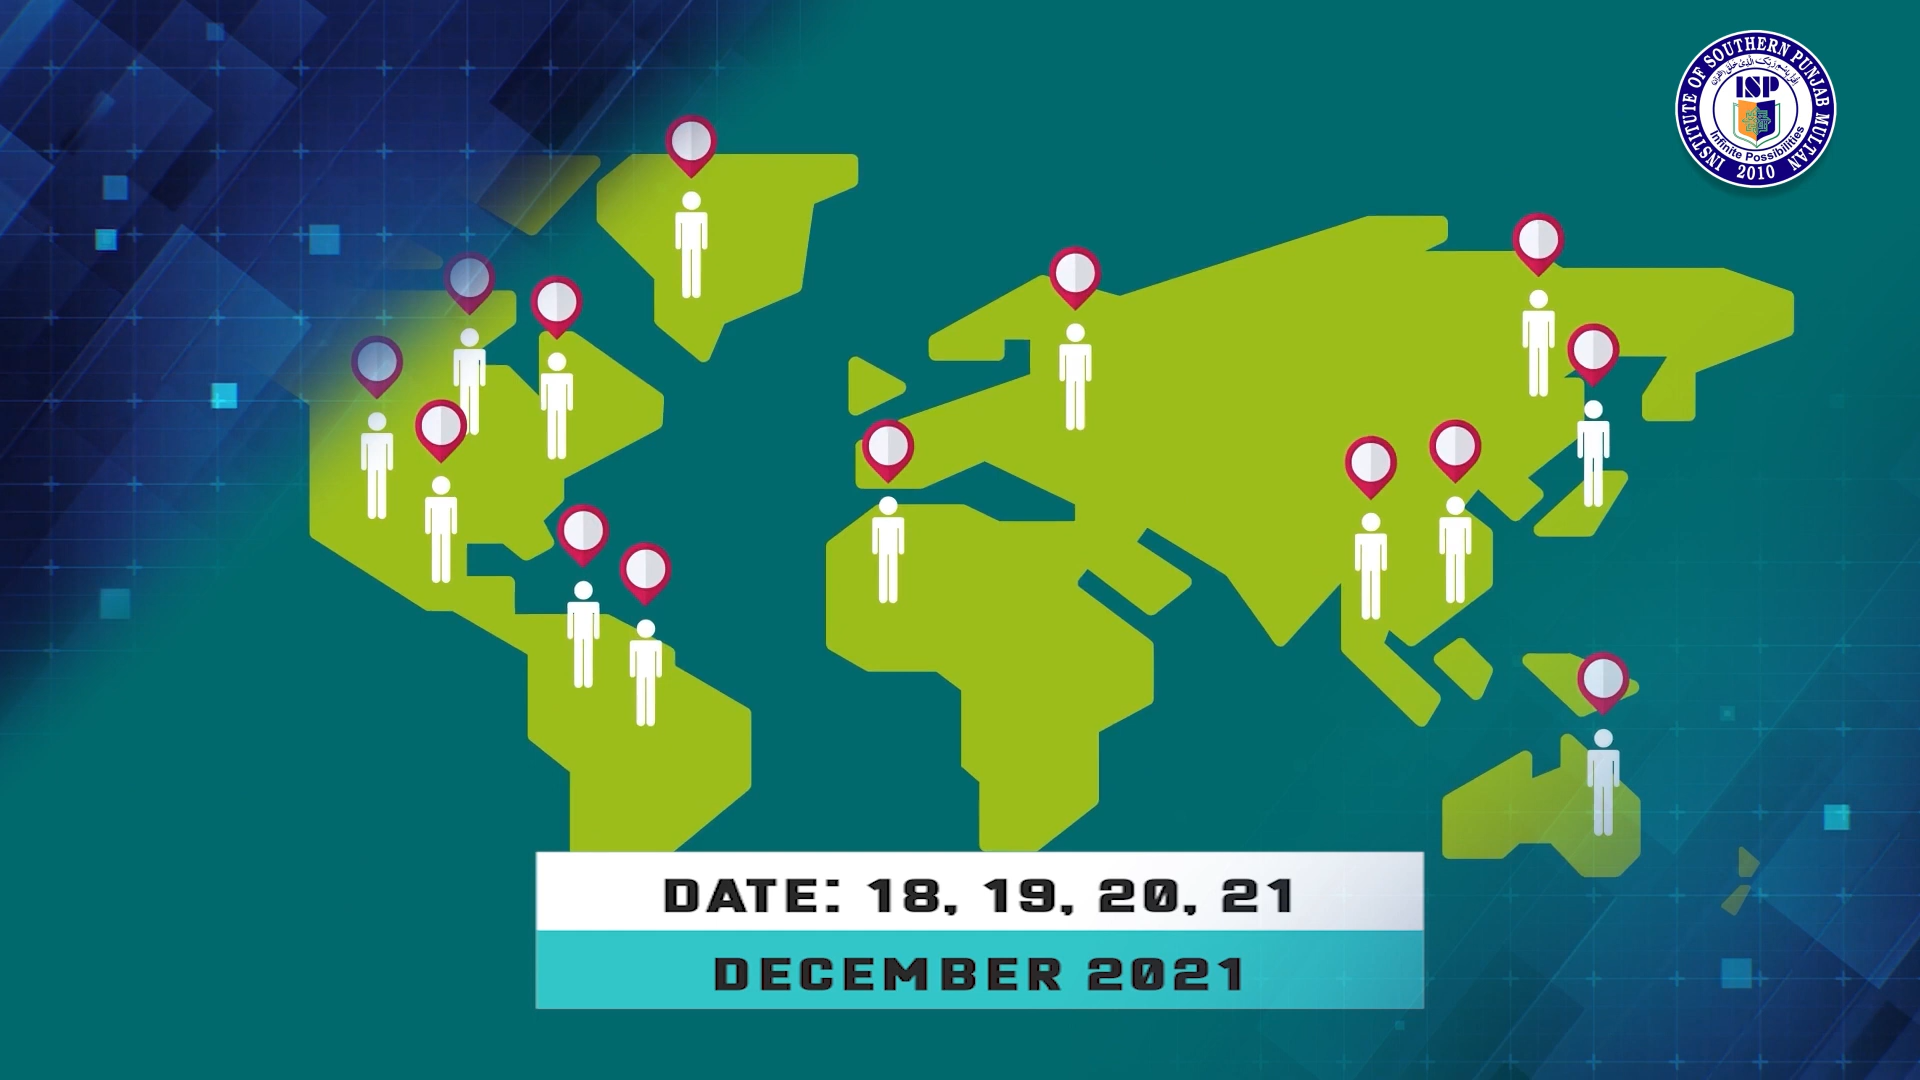 INSTITUTE OF SOUTHERN PUNJAB MULTAN
ISP
Infinite Possibilities
2010
DATE: 18, 19, 20, 21
DECEMBER 2021